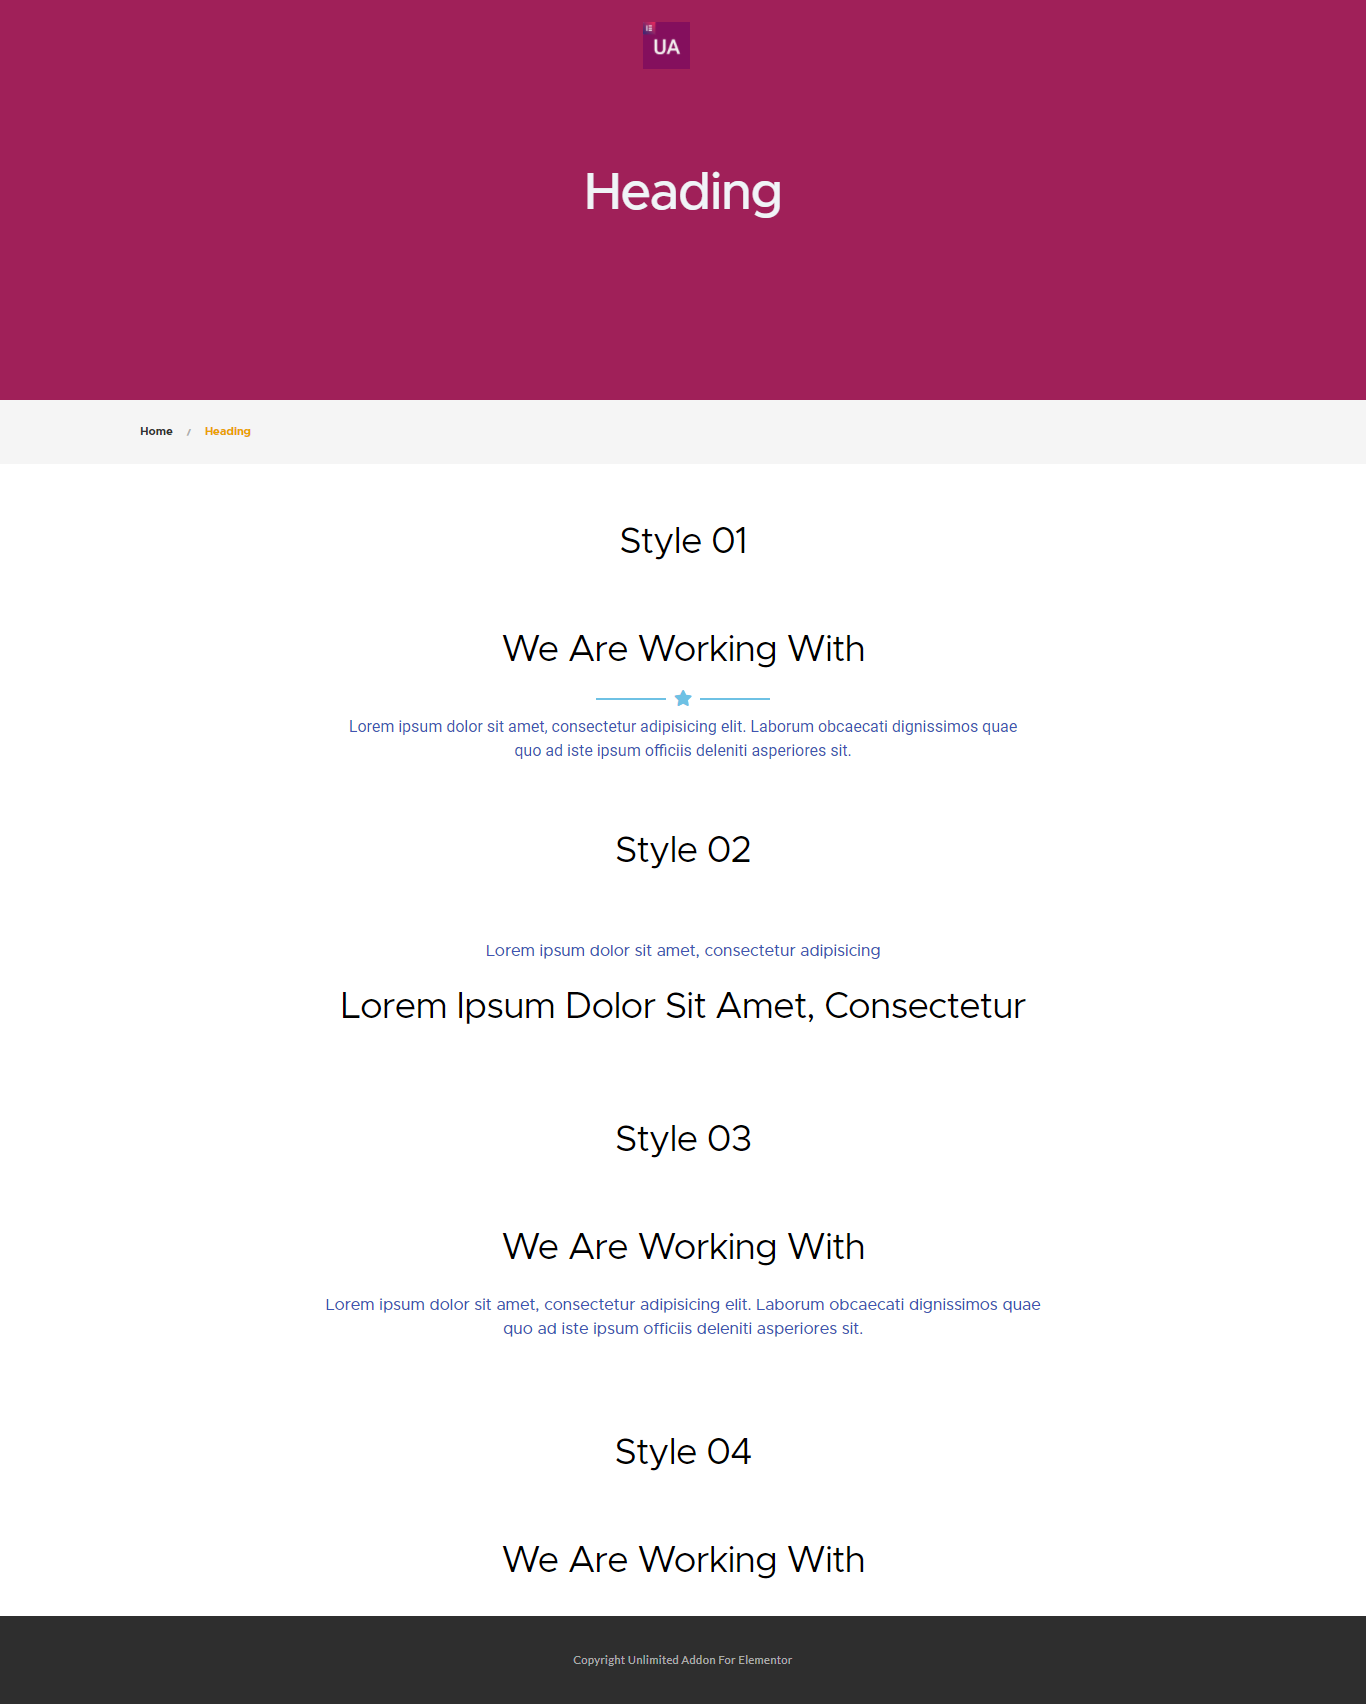 UA
Heading
Home / Heading
Style 01
We Are Working With
Lorem ipsum dolor sit amet, consectetur adipisicing elit. Laborum obcaecati dignissimos quae
quo ad iste ipsum officiis deleniti asperiores sit.
Style 02
Lorem ipsum dolor sit amet, consectetur adipisicing
Lorem Ipsum Dolor Sit Amet, Consectetur
Style 03
We Are Working With
Lorem ipsum dolor sit amet, consectetur adipisicing elit. Laborum obcaecati dignissimos quae
quo ad iste ipsum officiis deleniti asperiores sit.
Style 04
We Are Working With
Copyright Unlimited Addon For Elementor